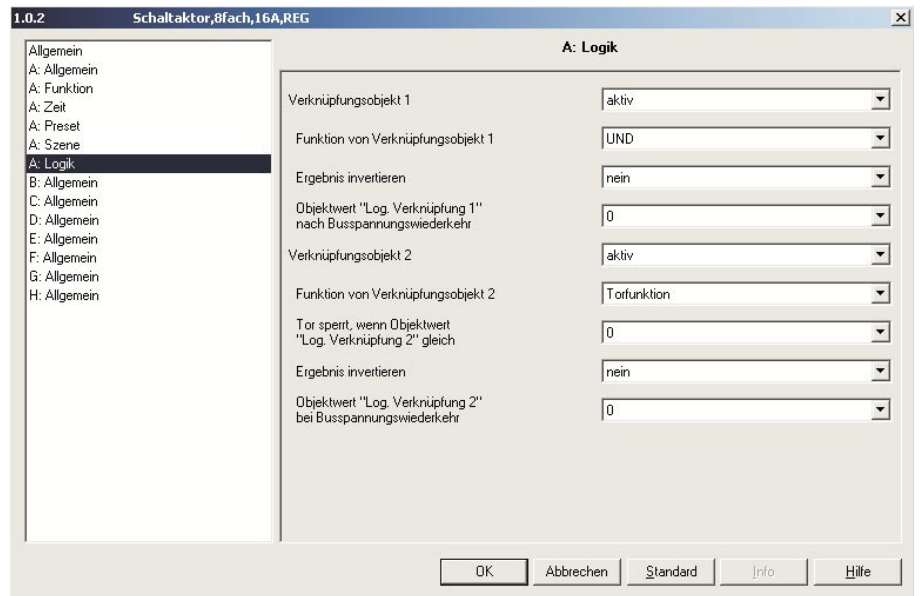 1.0.2 Schaltaktor,8fach,16A,REG
Allgemein
A: Allgemein
A: Funktion
A: Zeit
A: Preset
A: Szene
A: Logik
B: Allgemein
C: Allgemein
D: Allgemein
E: Allgemein
F: Allgemein
G: Allgemein
H: Allgemein
A: Logik
Verknüpfungsobjekt 1 aktiv
Funktion von Verknüpfungsobjekt 1 UND
Ergebnis invertieren nein
Objektwert "Log. Verknüpfung 1"
nach Busspannungswiederkehr 0
Verknüpfungsobjekt 2 aktiv
Funktion von Verknüpfungsobjekt 2 Torfunktion
Tor sperrt, wenn Objektwert
"Log. Verknüpfung 2" gleich 0
Ergebnis invertieren nein
Objektwert "Log. Verknüpfung 2"
bei Busspannungswiederkehr 0
OK Abbrechen Standard Info Hilfe